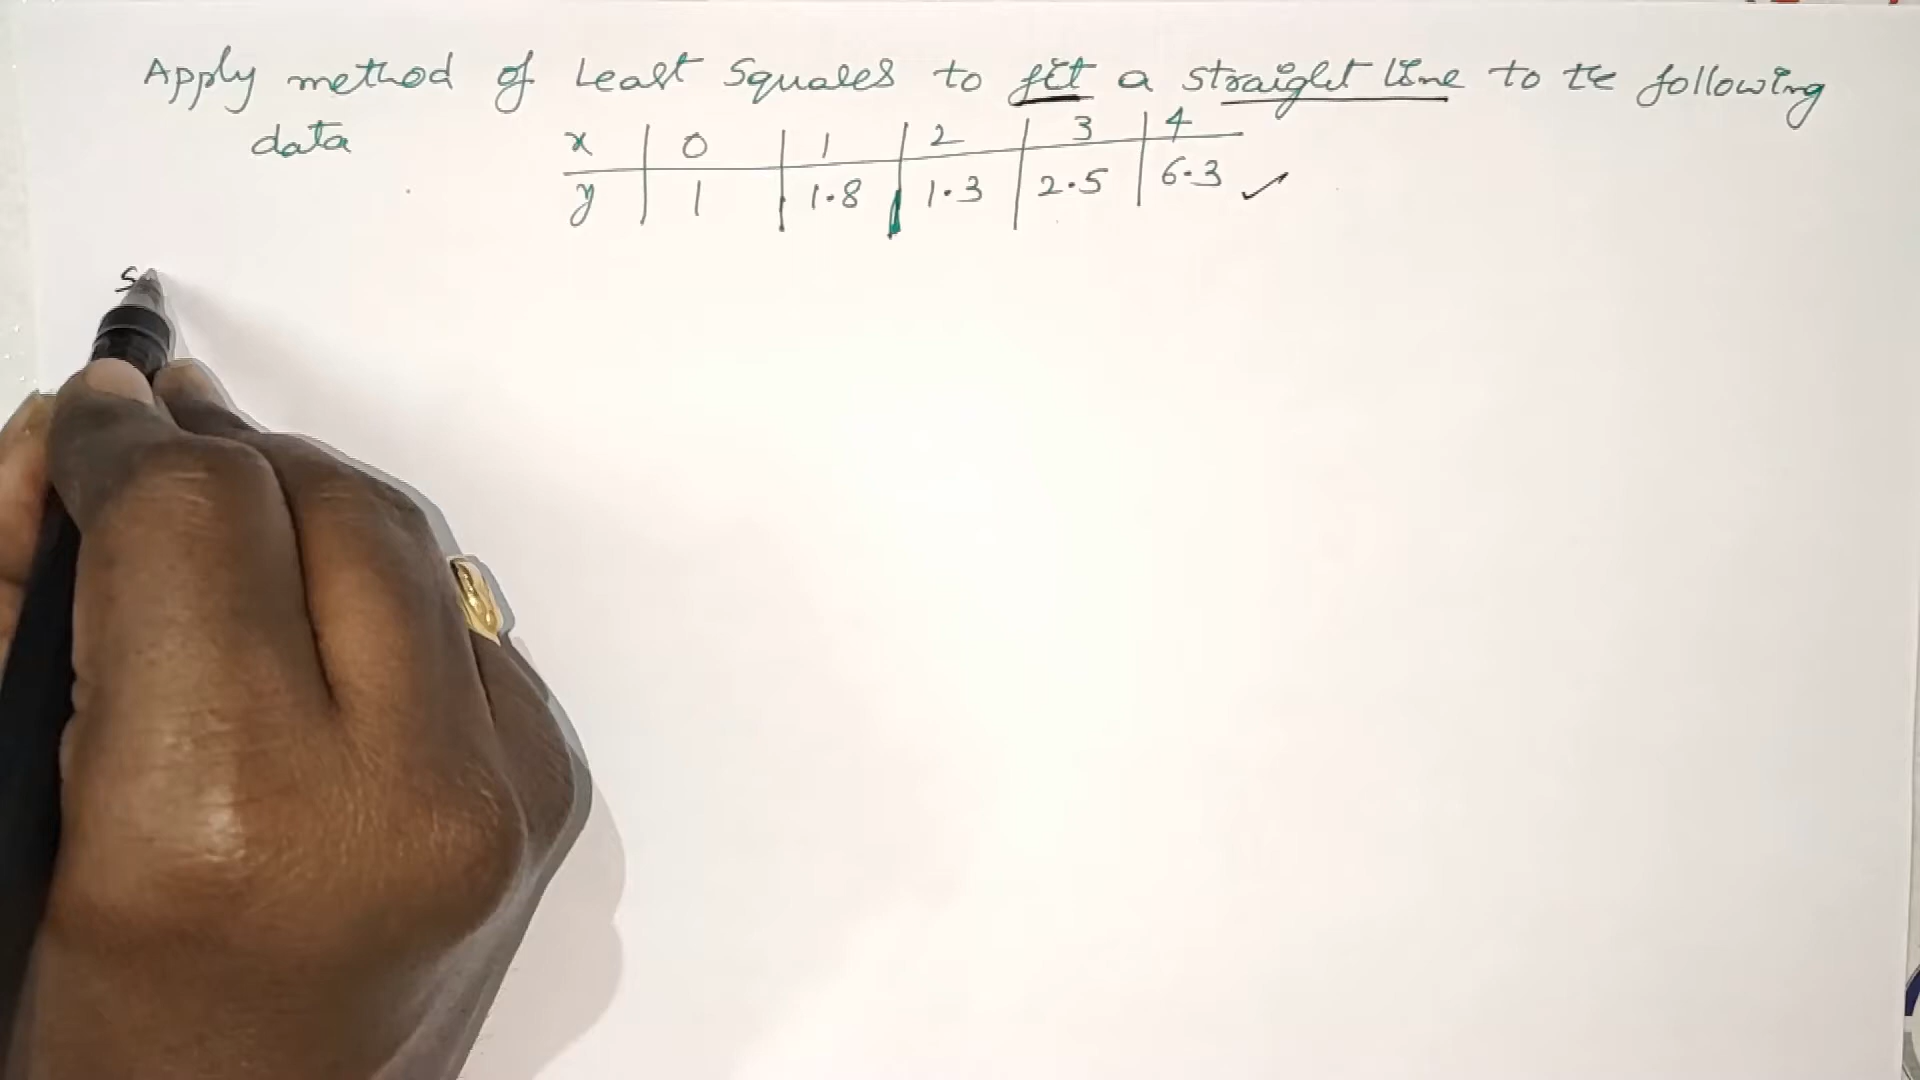 Apply method of Least Squares to fit a straight line to the following
data
x 0 1 2 3 4
y 1 1.8 1.3 2.5 6.3
S